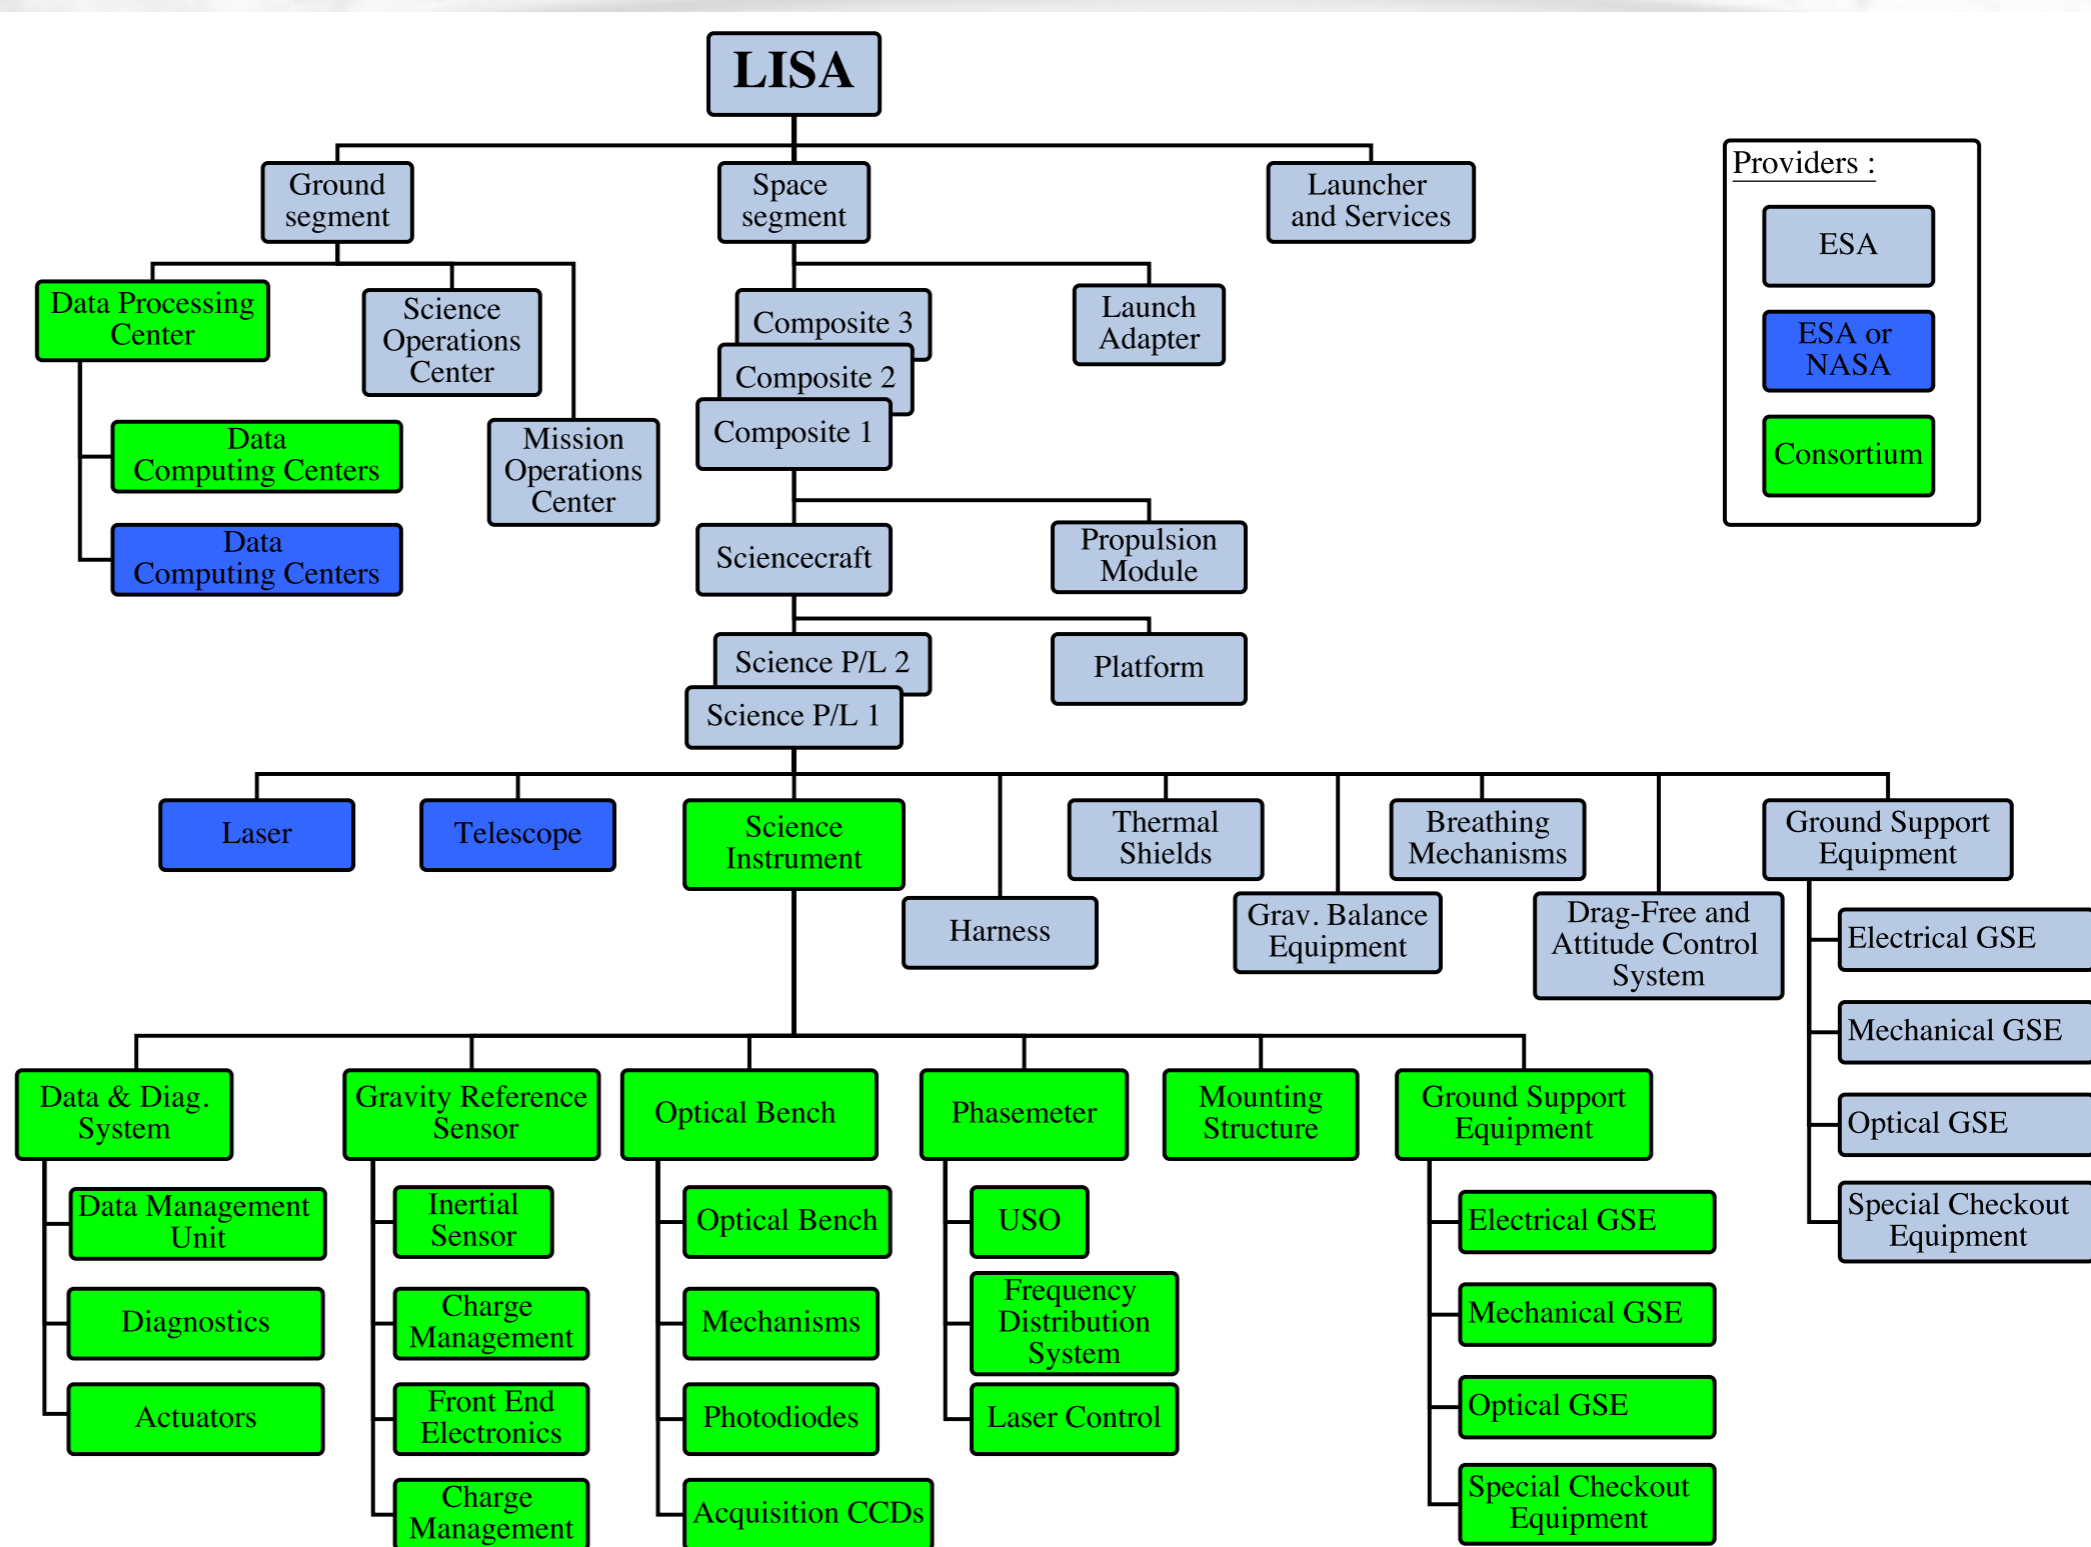 LISA
Ground
segment
Space
segment
Launcher
and Services
Providers :
ESA
ESA or
NASA
Consortium
Data Processing
Center
Science
Operations
Center
Mission
Operations
Center
Data
Computing Centers
Data
Computing Centers
Composite 3
Composite 2
Composite 1
Launch
Adapter
Sciencecraft
Propulsion
Module
Science P/L 2
Science P/L 1
Platform
Laser
Telescope
Science
Instrument
Harness
Thermal
Shields
Grav. Balance
Equipment
Breathing
Mechanisms
Drag-Free and
Attitude Control
System
Ground Support
Equipment
Electrical GSE
Mechanical GSE
Optical GSE
Special Checkout
Equipment
Data & Diag.
System
Data Management
Unit
Diagnostics
Actuators
Gravity Reference
Sensor
Inertial
Sensor
Charge
Management
Front End
Electronics
Charge
Management
Optical Bench
Optical Bench
Mechanisms
Photodiodes
Acquisition CCDs
Phasemeter
USO
Frequency
Distribution
System
Laser Control
Mounting
Structure
Ground Support
Equipment
Electrical GSE
Mechanical GSE
Optical GSE
Special Checkout
Equipment